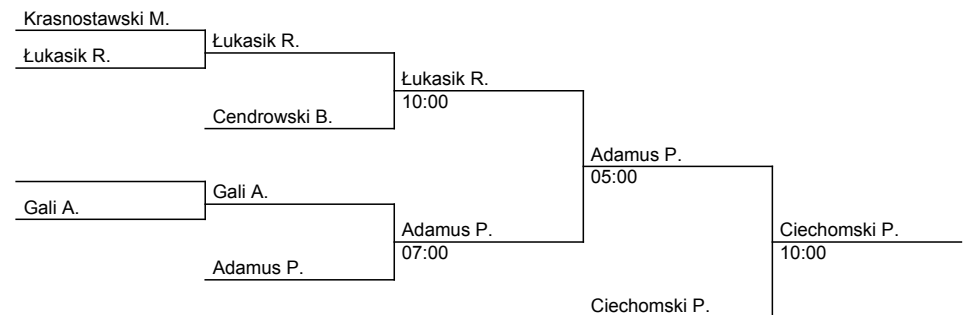 Krasnostawski M.
Łukasik R.
Łukasik R.
Łukasik R.
10:00
Cendrowski B.
Adamus P.
05:00
Gali A.
Gali A.
Adamus P.
07:00
Ciechomski P.
10:00
Adamus P.
Ciechomski P.